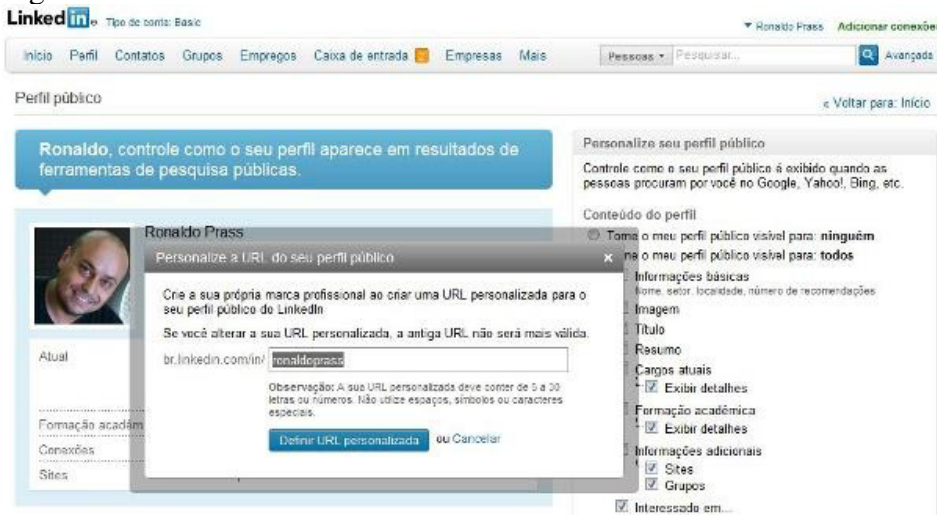 Linked in. Tipo de conta: Basic
Ronaldo Prass Adicionar conexões
Início Perfil Contatos Grupos Empregos Caixa de entrada Empresas Mais
Pessoas Pesquisar... Avançada
Perfil público
« Voltar para: Início
Ronaldo, controle como o seu perfil aparece em resultados de
ferramentas de pesquisa públicas.
Ronaldo Prass
Atual
Formação acadêm
Conexões
Sites
Personalize a URL do seu perfil público x
Crie a sua própria marca profissional ao criar uma URL personalizada para o
seu perfil público do LinkedIn
Se você alterar a sua URL personalizada, a antiga URL não será mais válida.
br.linkedin.com/in/ ronaldoprass
Observação: A sua URL personalizada deve conter de 5 a 30
letras ou números. Não utilize espaços, símbolos ou caracteres
especiais.
Definir URL personalizada ou Cancelar
Personalize seu perfil público
Controle como o seu perfil público é exibido quando as
pessoas procuram por você no Google, Yahoo!, Bing, etc.
Conteúdo do perfil
Torne o meu perfil público visível para: ninguém
ne o meu perfil público visível para: todos
Informações básicas
Nome, setor, localidade, número de recomendações
Imagem
Título
Resumo
Cargos atuais
Exibir detalhes
Formação acadêmica
Exibir detalhes
Informações adicionais
Sites
Grupos
Interessado em...